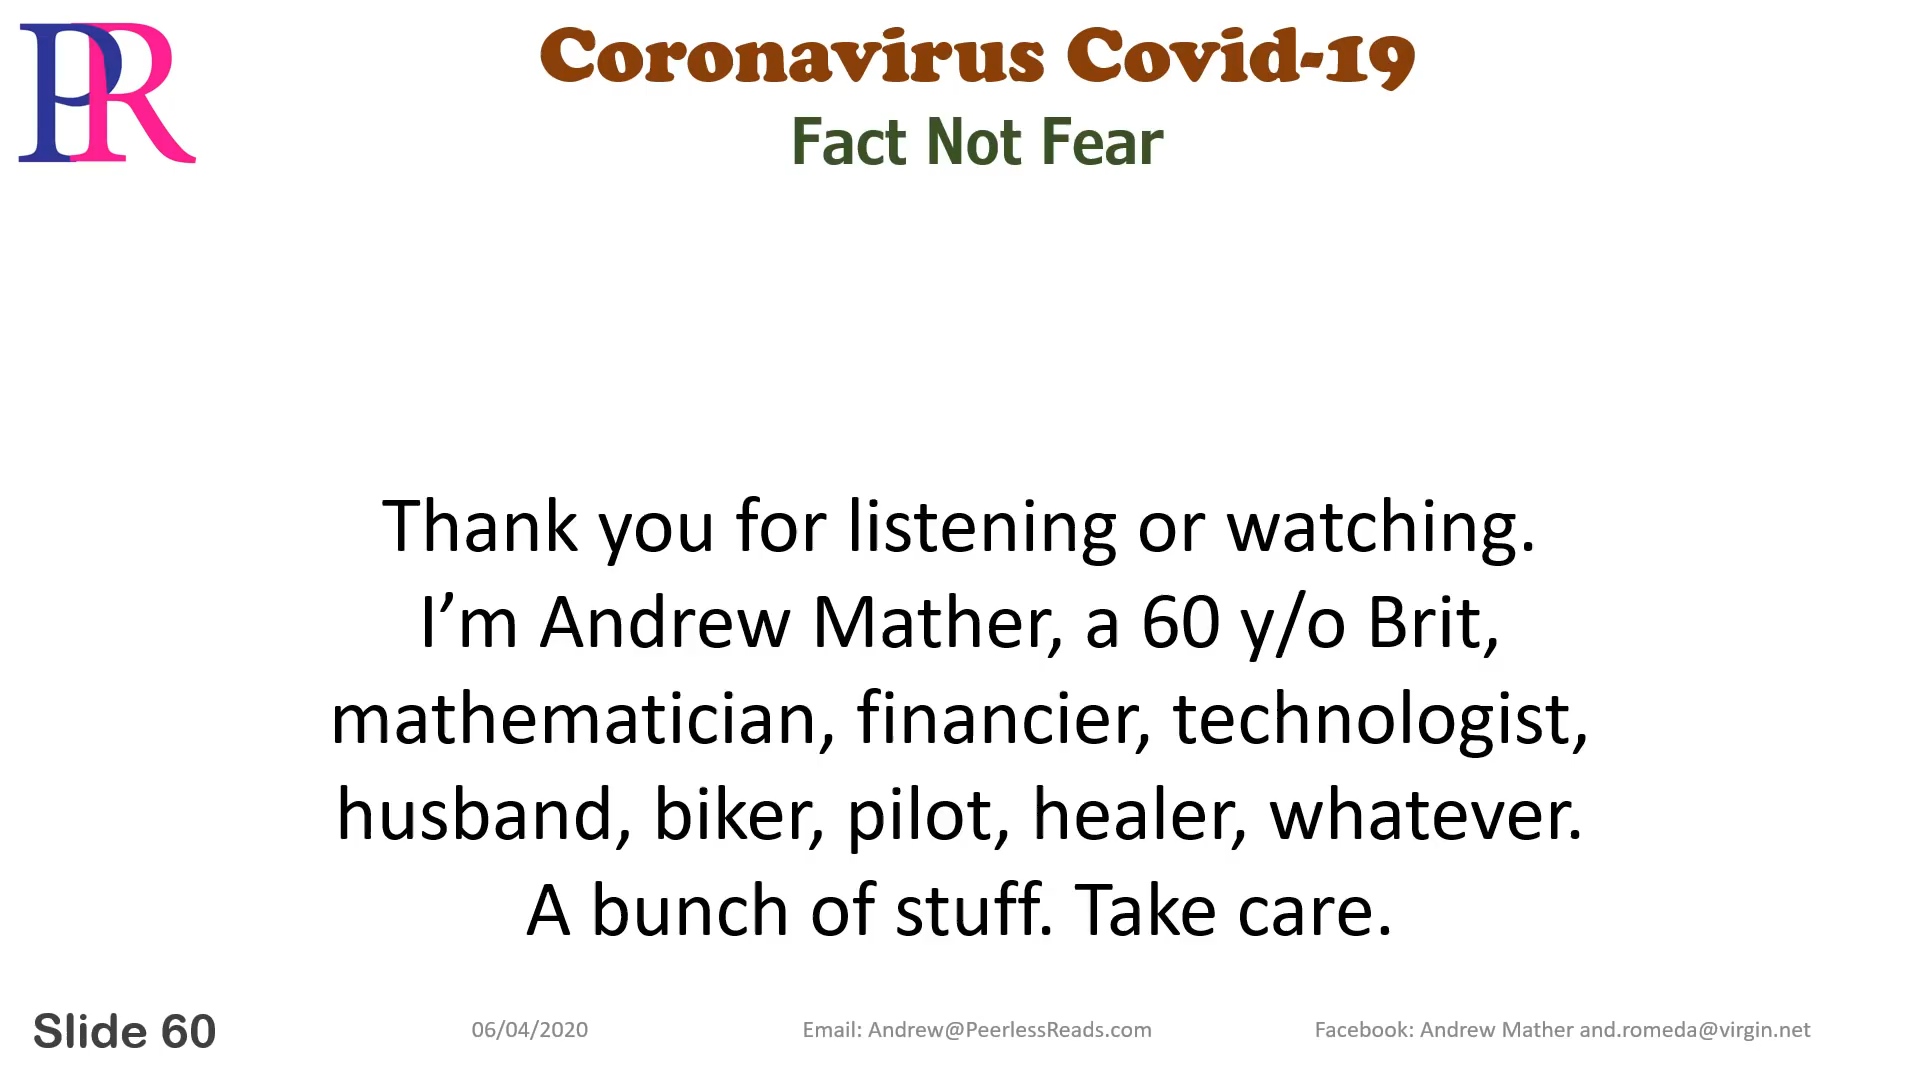 PR
Coronavirus Covid-19
Fact Not Fear
Thank you for listening or watching.
I’m Andrew Mather, a 60 y/o Brit,
mathematician, financier, technologist,
husband, biker, pilot, healer, whatever.
A bunch of stuff. Take care.
Slide 60
06/04/2020
Email: Andrew@PeerlessReads.com
Facebook: Andrew Mather and.romeda@virgin.net